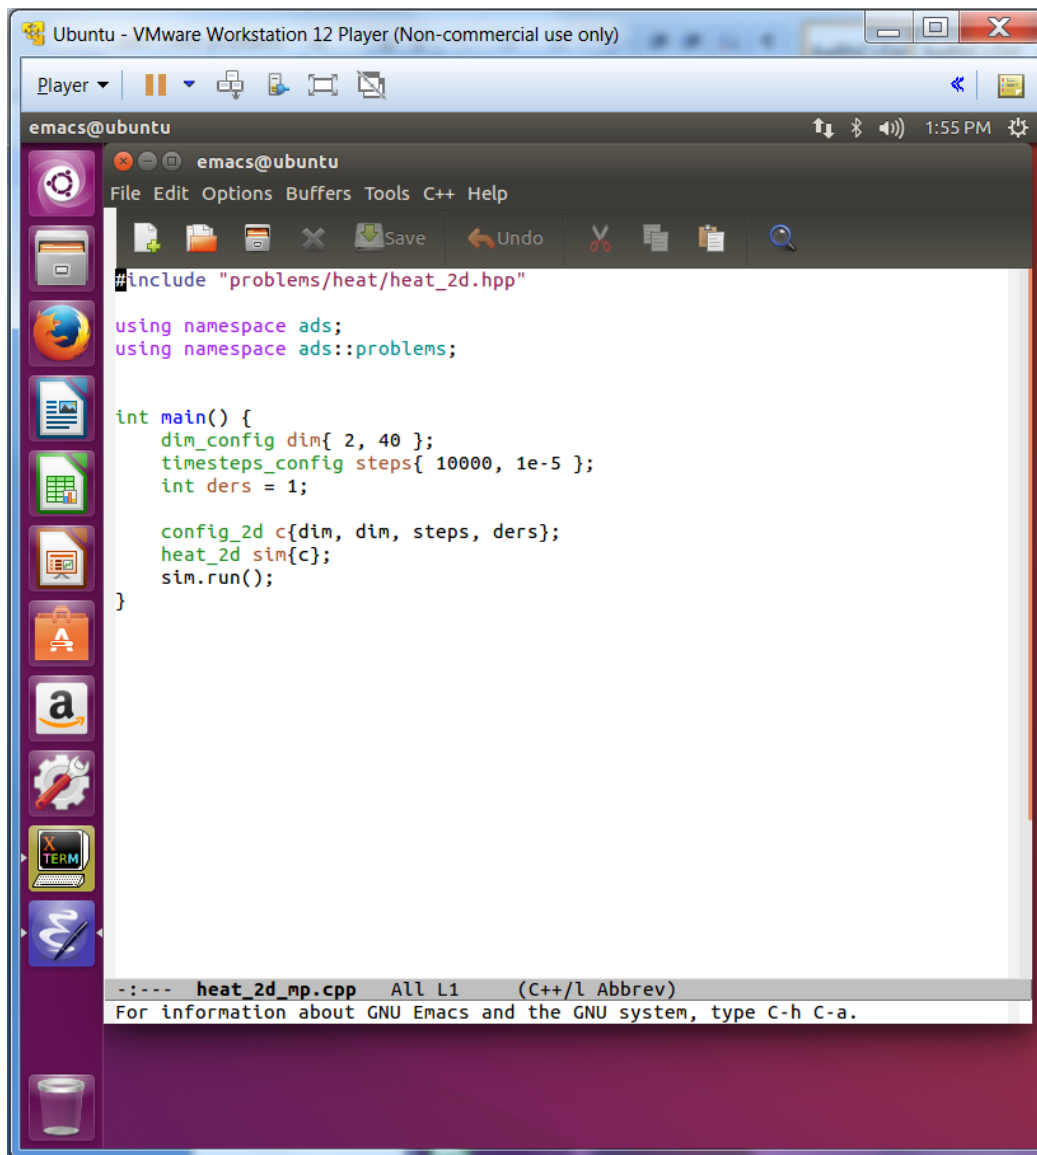 Ubuntu - VMware Workstation 12 Player (Non-commercial use only)
Player
emacs@ubuntu
1:55 PM
emacs@ubuntu
File Edit Options Buffers Tools C++ Help
Save Undo
#include "problems/heat/heat_2d.hpp"
using namespace ads;
using namespace ads::problems;
int main() {
    dim_config dim{ 2, 40 };
    timesteps_config steps{ 10000, 1e-5 };
    int ders = 1;
    config_2d c{dim, dim, steps, ders};
    heat_2d sim{c};
    sim.run();
}
A
a
X
TERM
-:---  heat_2d_mp.cpp   All L1     (C++/l Abbrev)
For information about GNU Emacs and the GNU system, type C-h C-a.